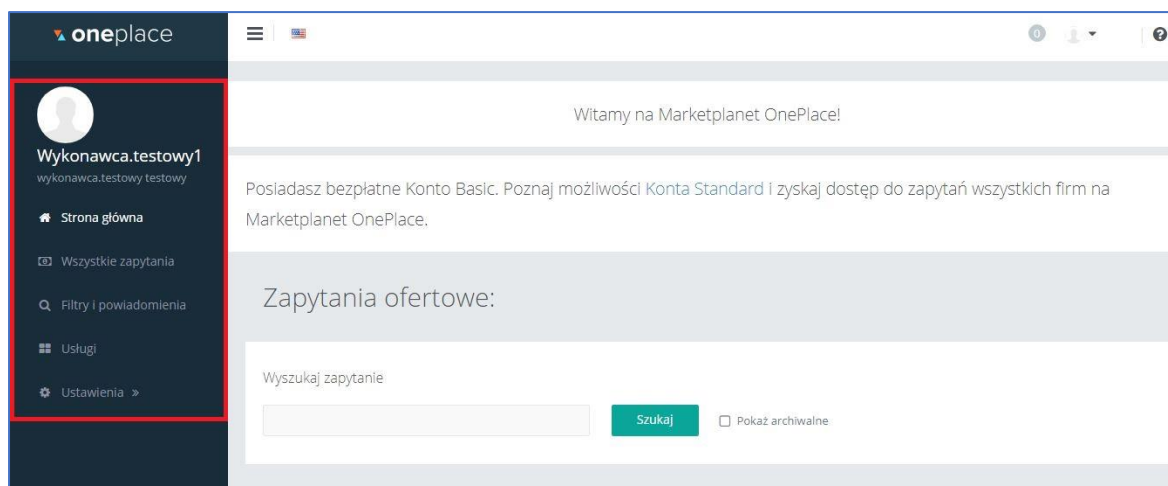 oneplace
0
Witamy na Marketplanet OnePlace!
Wykonawca.testowy1
wykonawca.testowy testowy
Strona główna
Wszystkie zapytania
Filtry i powiadomienia
Usługi
Ustawienia »
Posiadasz bezpłatne Konto Basic. Poznaj możliwości Konta Standard i zyskaj dostęp do zapytań wszystkich firm na
Marketplanet OnePlace.
Zapytania ofertowe:
Wyszukaj zapytanie
Szukaj
Pokaż archiwalne